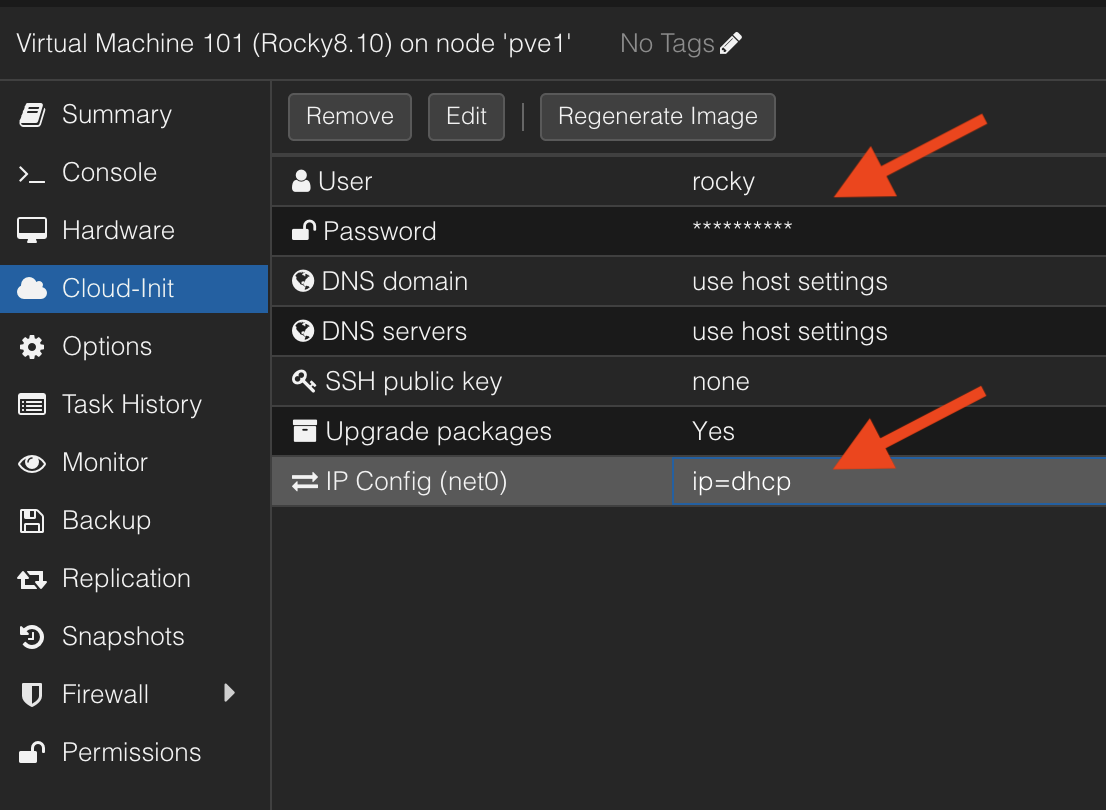 Virtual Machine 101 (Rocky8.10) on node 'pve1' No Tags
Summary
Console
Hardware
Cloud-Init
Options
Task History
Monitor
Backup
Replication
Snapshots
Firewall
Permissions
Remove Edit Regenerate Image
User rocky
Password **********
DNS domain use host settings
DNS servers use host settings
SSH public key none
Upgrade packages Yes
IP Config (net0) ip=dhcp